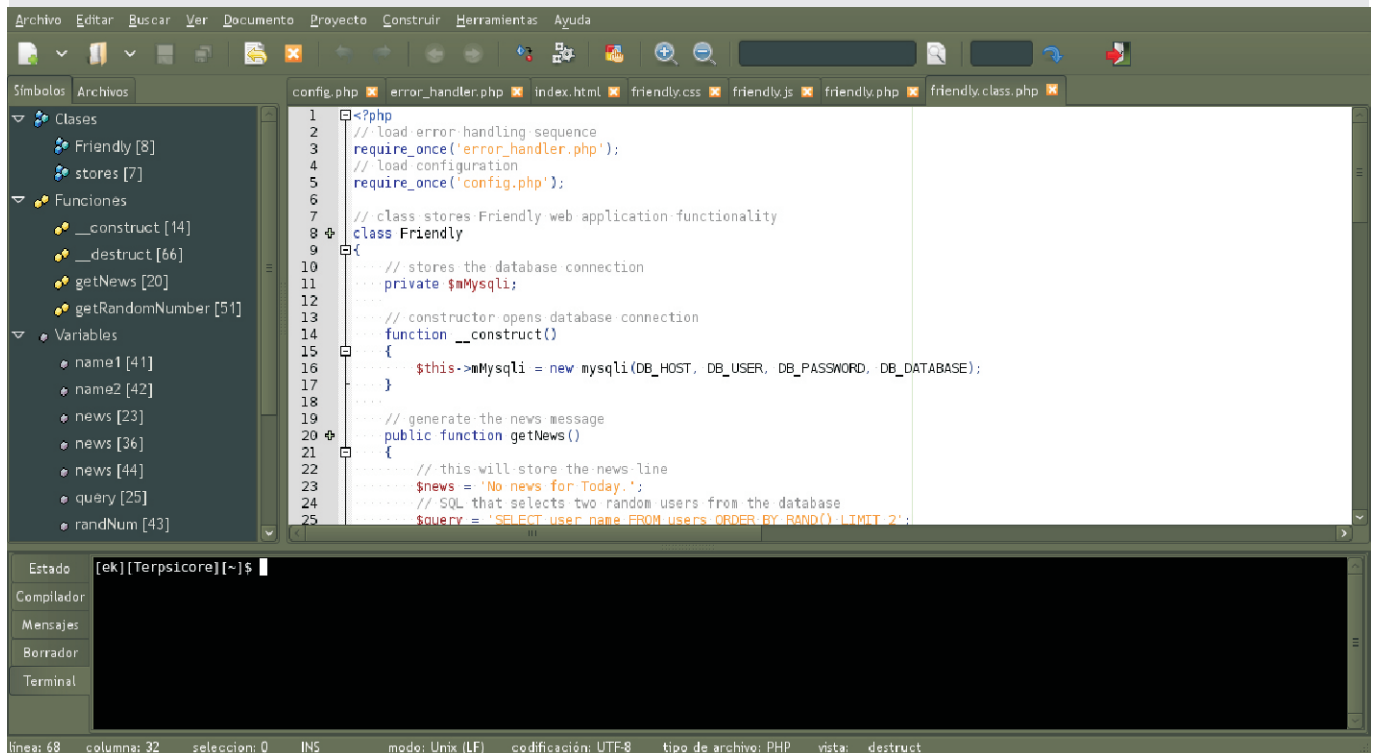 Archivo Editar Buscar Ver Documento Proyecto Construir Herramientas Ayuda
Símbolos Archivos
config.php error_handler.php index.html friendly.css friendly.js friendly.php friendly.class.php
Clases
Friendly [8]
stores [7]
Funciones
__construct [14]
__destruct [66]
getNews [20]
getRandomNumber [51]
Variables
name1 [41]
name2 [42]
news [23]
news [36]
news [44]
query [25]
randNum [43]
1 <?php
2 // load error handling sequence
3 require_once('error_handler.php');
4 // load configuration
5 require_once('config.php');
6
7 // class stores Friendly web application functionality
8 class Friendly
9 {
10 // stores the database connection
11 private $mMysqli;
12
13 // constructor opens database connection
14 function __construct()
15 {
16 $this->mMysqli = new mysqli(DB_HOST, DB_USER, DB_PASSWORD, DB_DATABASE);
17 }
18
19 // generate the news message
20 public function getNews()
21 {
22 // this will store the news line
23 $news = 'No news for Today.';
24 // SQL that selects two random users from the database
25 $query = 'SELECT user_name FROM users ORDER BY RAND() LIMIT 2';
Estado
Compilador
Mensajes
Borrador
Terminal
[ek][Terpsicore][~]$
línea: 68 columna: 32 seleccion: 0 INS modo: Unix (LF) codificación: UTF-8 tipo de archivo: PHP vista: destruct